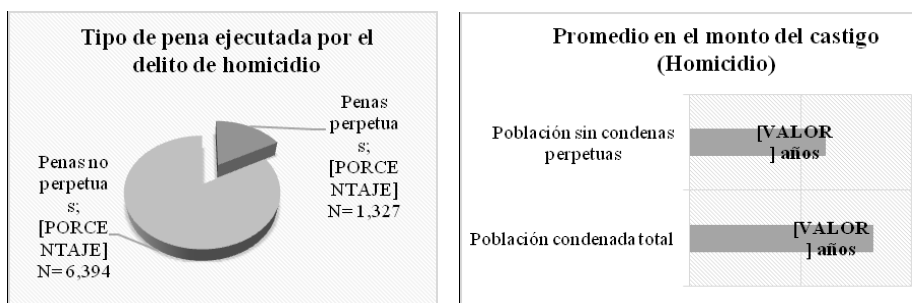 Tipo de pena ejecutada por el
delito de homicidio
Penas
perpetua
s;
[PORCE
NTAJE]
N=1,327
Penas no
perpetua
s;
[PORCE
NTAJE]
N=6,394
Promedio en el monto del castigo
(Homicidio)
Población sin condenas
perpetuas
[VALOR
] años
Población condenada total
[VALOR
] años